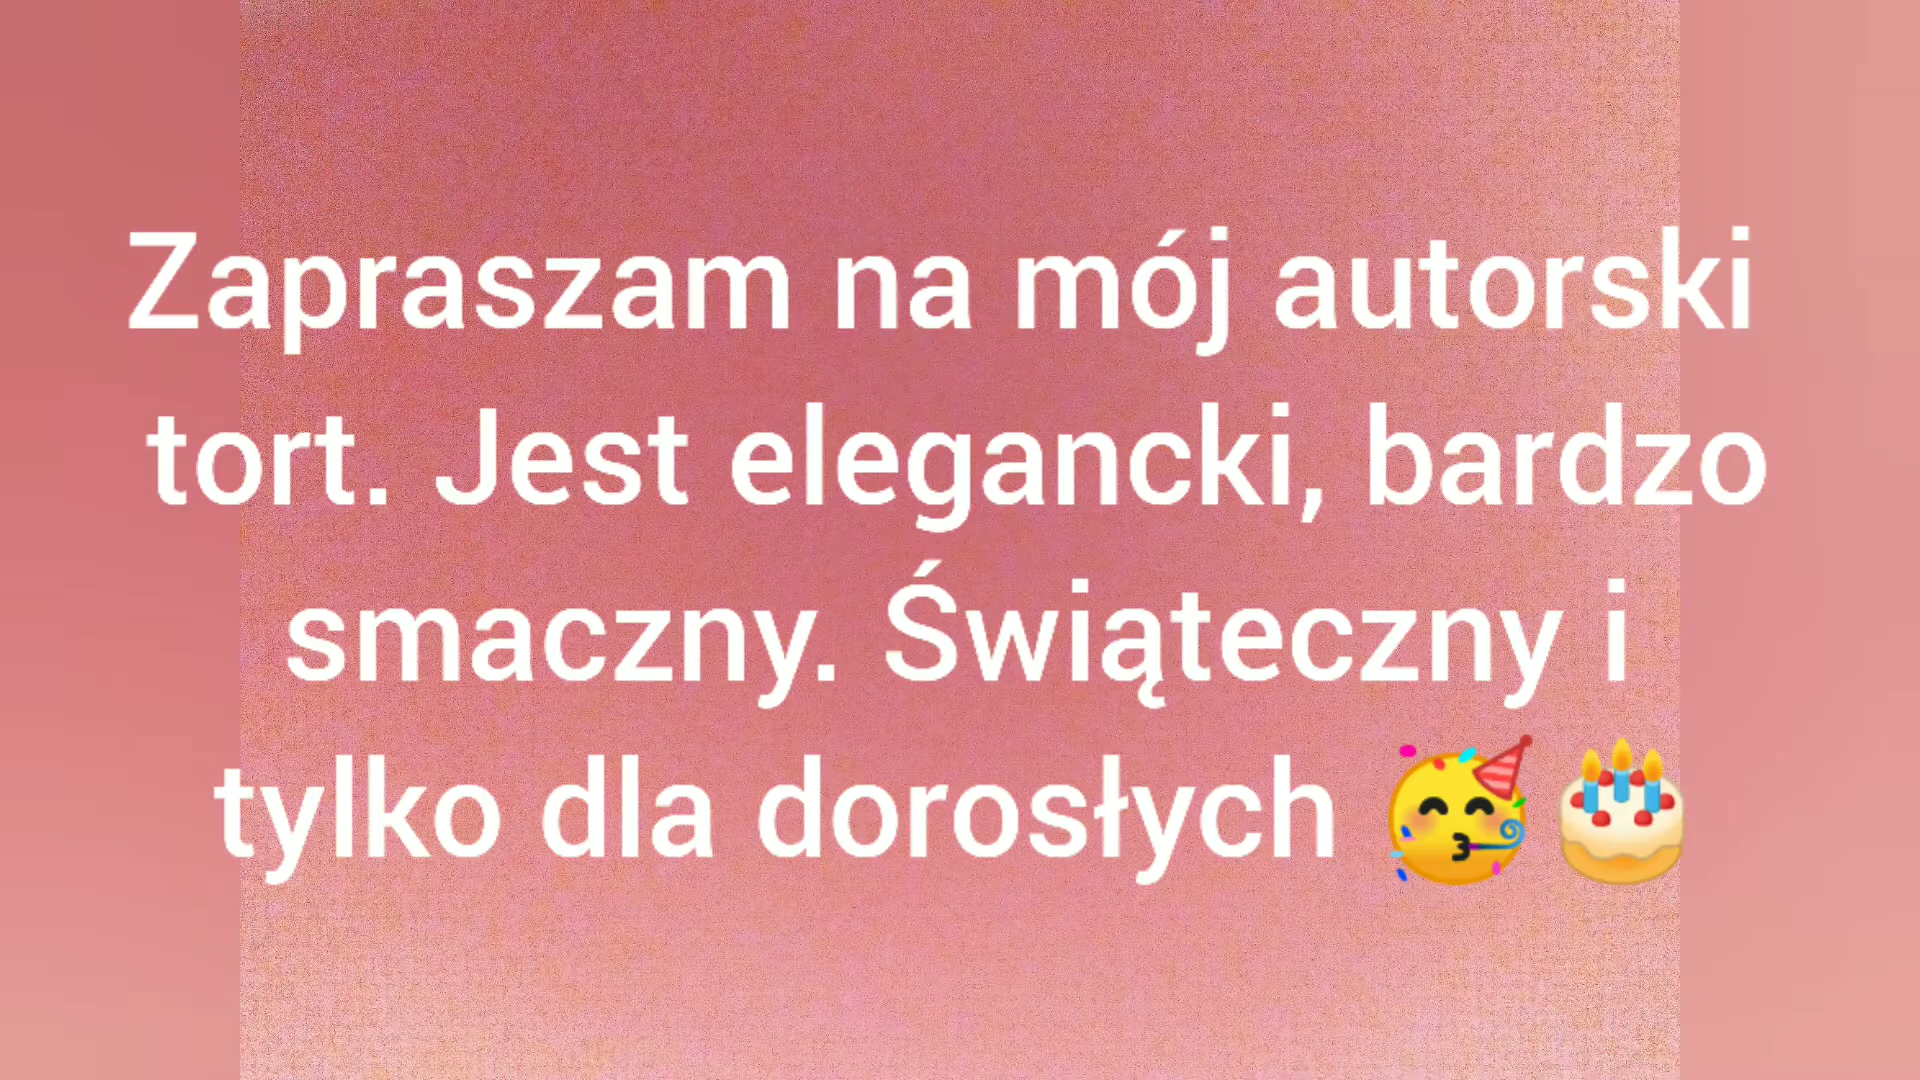 Zapraszam na mój autorski
tort. Jest elegancki, bardzo
smaczny. Świąteczny i
tylko dla dorosłych 🥳 🎂